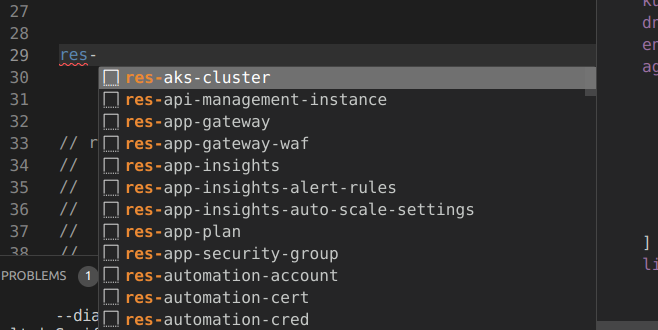 27
28
29 res-
res-aks-cluster
30
res-api-management-instance
31
res-app-gateway
32
res-app-gateway-waf
33 // r
res-app-insights
34 //
res-app-insights-alert-rules
35 //
res-app-insights-auto-scale-settings
36 //
res-app-plan
37 //
res-app-security-group
38 //
res-automation-account
res-automation-cert
res-automation-cred
PROBLEMS 1
--dia
dn
en
ag
]
li